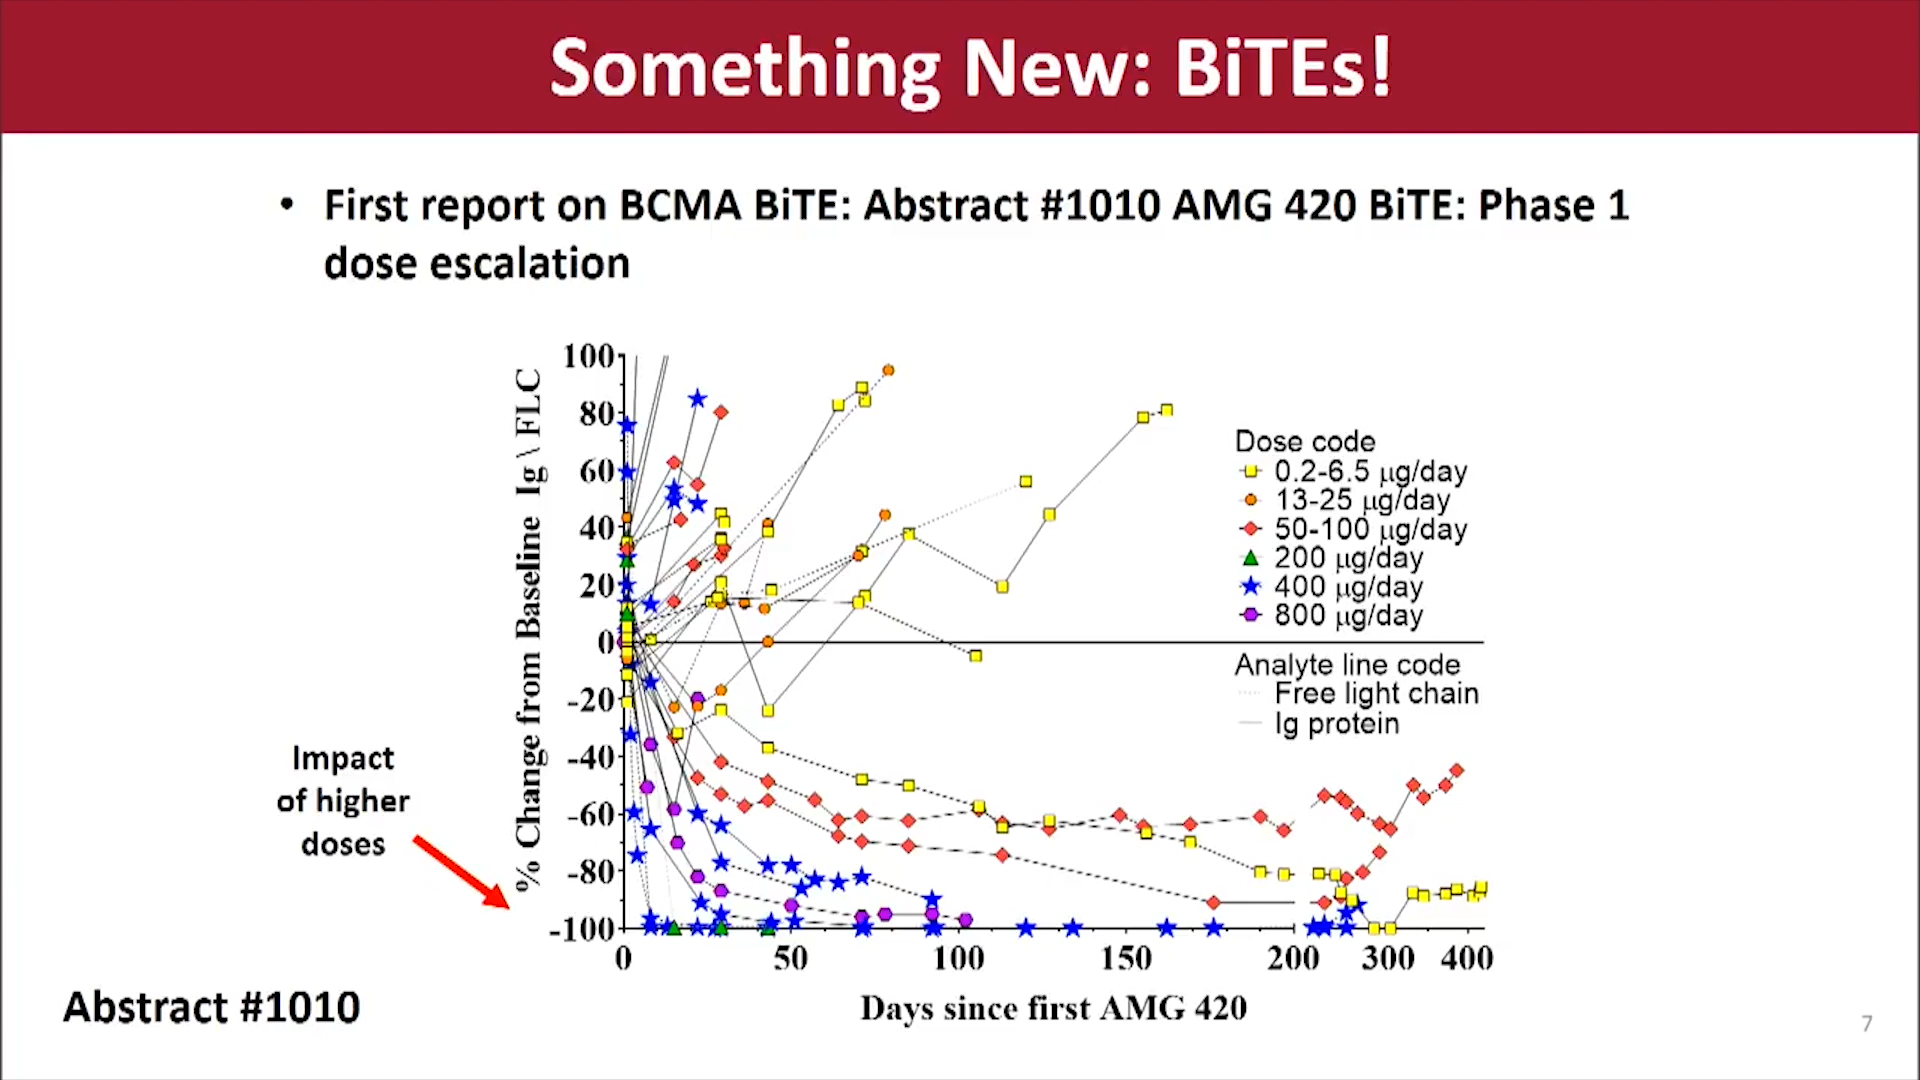 Something New: BiTEs!
• First report on BCMA BiTE: Abstract #1010 AMG 420 BiTE: Phase 1
dose escalation
% Change from Baseline Ig \ FLC
100
80
60
40
20
0
-20
-40
-60
-80
-100
0
50
100
150
200
300
400
Days since first AMG 420
Dose code
0.2-6.5 µg/day
13-25 µg/day
50-100 µg/day
200 µg/day
400 µg/day
800 µg/day
Analyte line code
Free light chain
Ig protein
Impact
of higher
doses
Abstract #1010
7